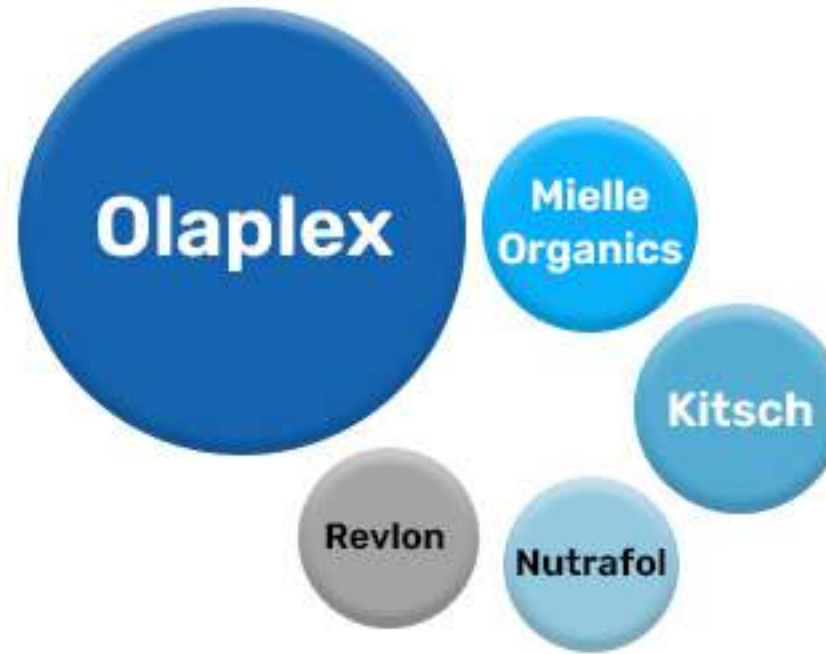 Olaplex
Mielle
Organics
Kitsch
Revlon
Nutrafol